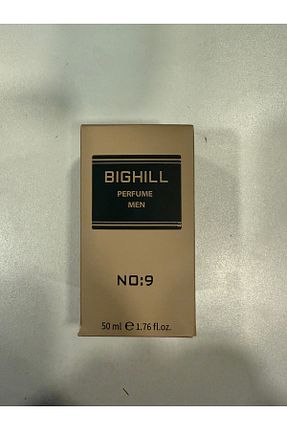 BIGHILL
PERFUME
MEN
NO:9
50 ml ℮ 1.76 fl.oz.